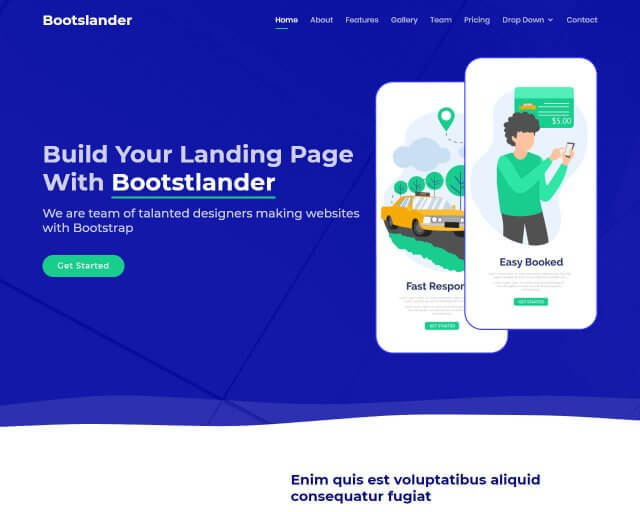 Bootslander
Home About Features Gallery Team Pricing Drop Down Contact
Build Your Landing Page
With Bootstlander
We are team of talanted designers making websites
with Bootstrap
Get Started
$5.00
Easy Booked
GET STARTED
Fast Respon
GET STARTED
Enim quis est voluptatibus aliquid
consequatur fugiat